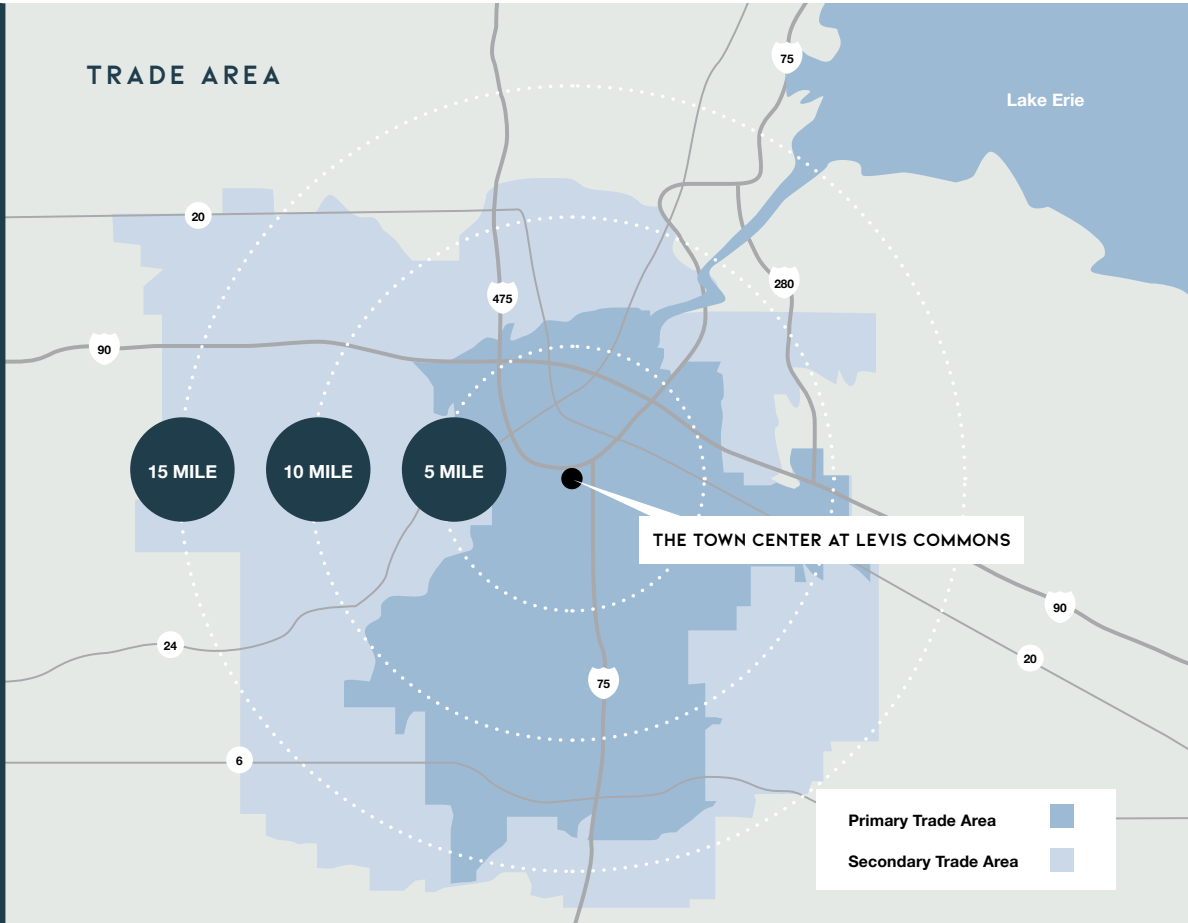 TRADE AREA
75
Lake Erie
20
280
475
90
15 MILE
10 MILE
5 MILE
THE TOWN CENTER AT LEVIS COMMONS
90
24
20
75
6
Primary Trade Area
Secondary Trade Area